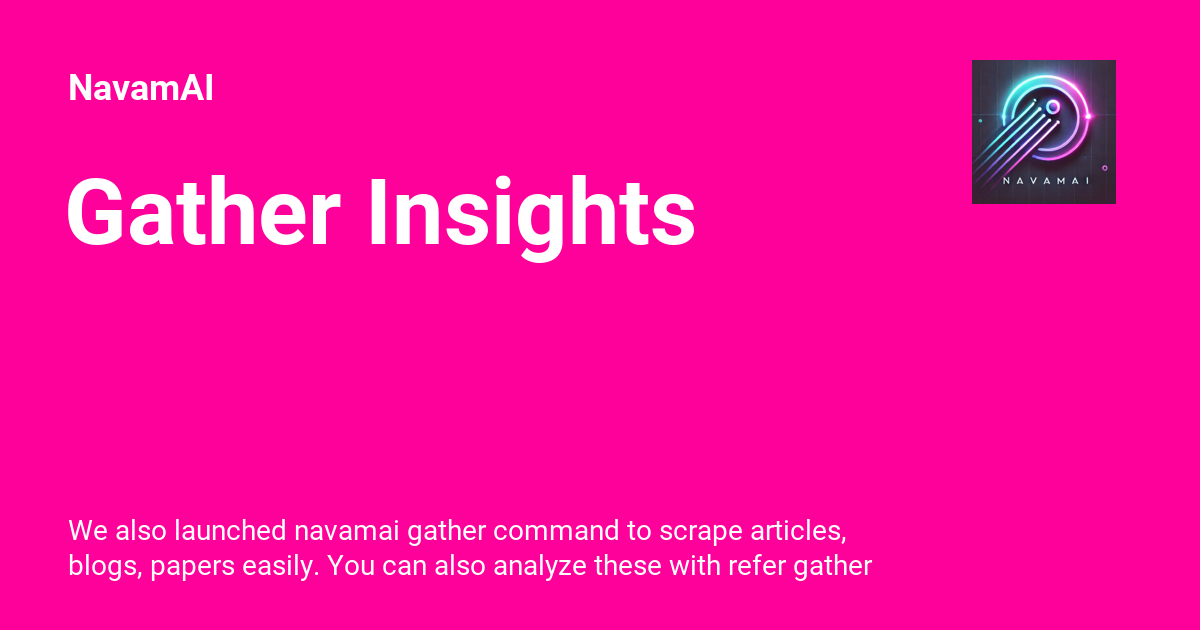 NavamAI
NAVAMAI
Gather Insights
We also launched navamai gather command to scrape articles,
blogs, papers easily. You can also analyze these with refer gather